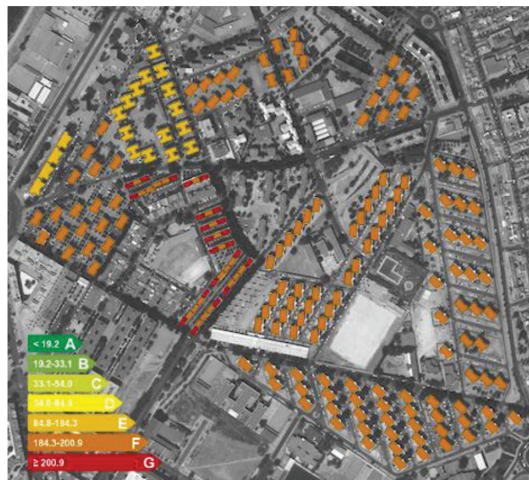 < 19.2 A
19.2-33.1 B
33.1-54.0 C
D
84.8-184.3 E
184.3-200.9 F
≥ 200.9 G